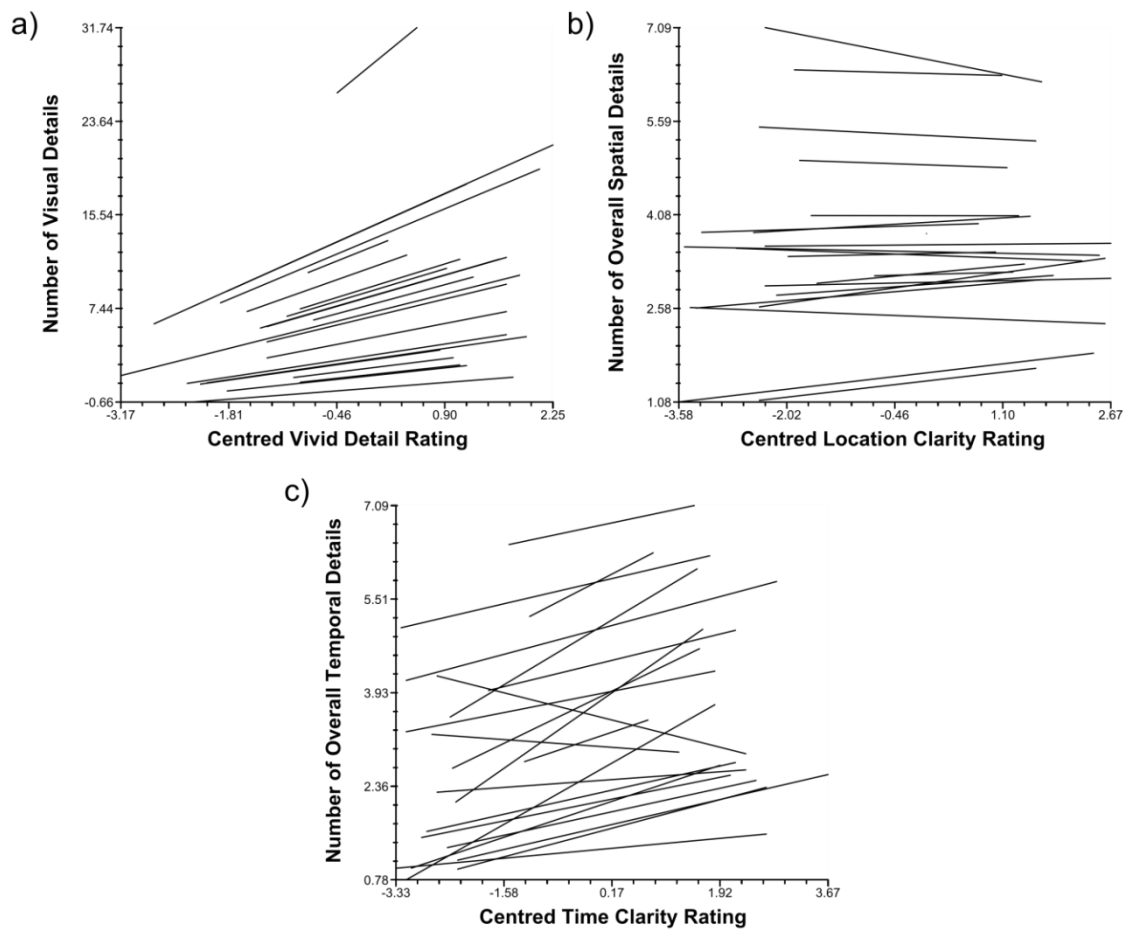 a)
Number of Visual Details
31.74
23.64
15.54
7.44
-0.66
-3.17 -1.81 -0.46 0.90 2.25
Centred Vivid Detail Rating
b)
Number of Overall Spatial Details
7.09
5.59
4.08
2.58
1.08
-3.58 -2.02 -0.46 1.10 2.67
Centred Location Clarity Rating
c)
Number of Overall Temporal Details
7.09
5.51
3.93
2.36
0.78
-3.33 -1.58 0.17 1.92 3.67
Centred Time Clarity Rating